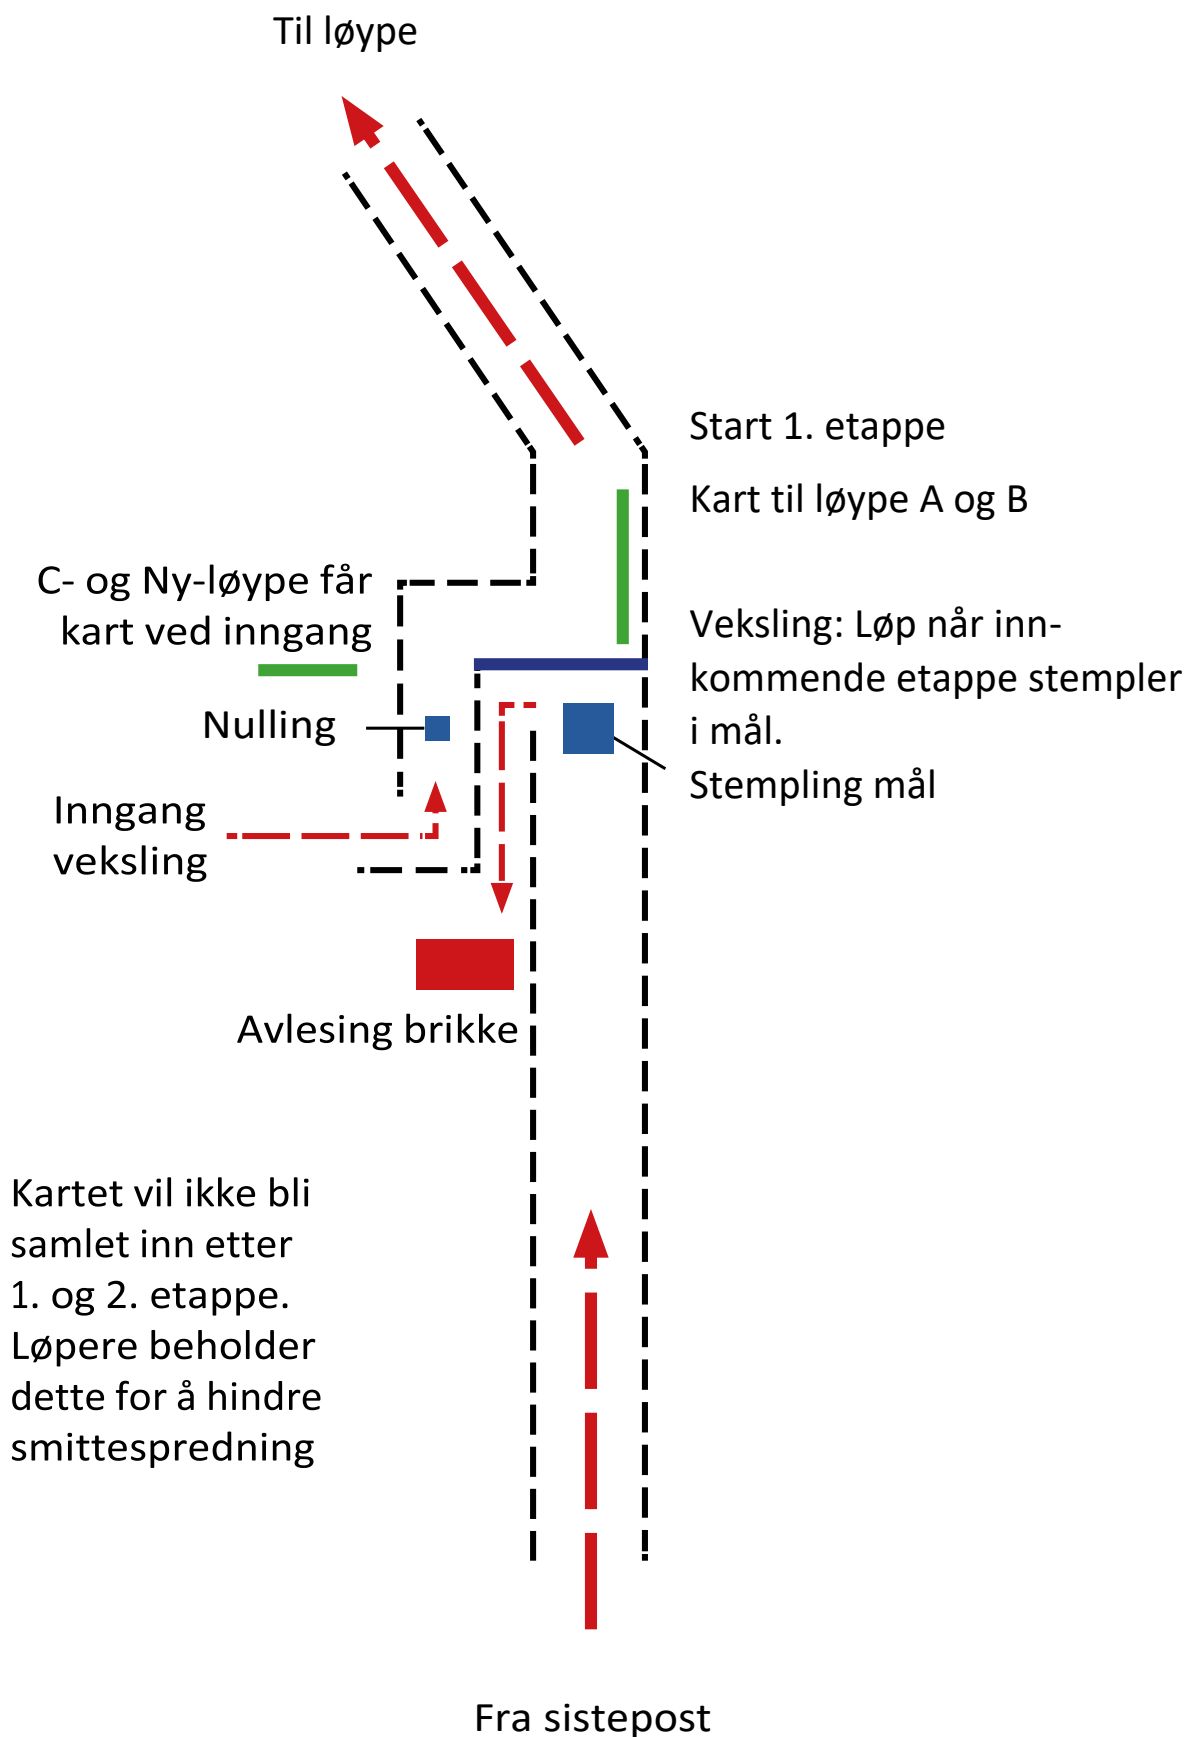 Til løype
Start 1. etappe
Kart til løype A og B
C- og Ny-løype får
kart ved inngang
Veksling: Løp når inn-
kommende etappe stempler
i mål.
Nulling
Stempling mål
Inngang
veksling
Avlesing brikke
Kartet vil ikke bli
samlet inn etter
1. og 2. etappe.
Løpere beholder
dette for å hindre
smittespredning
Fra sistepost